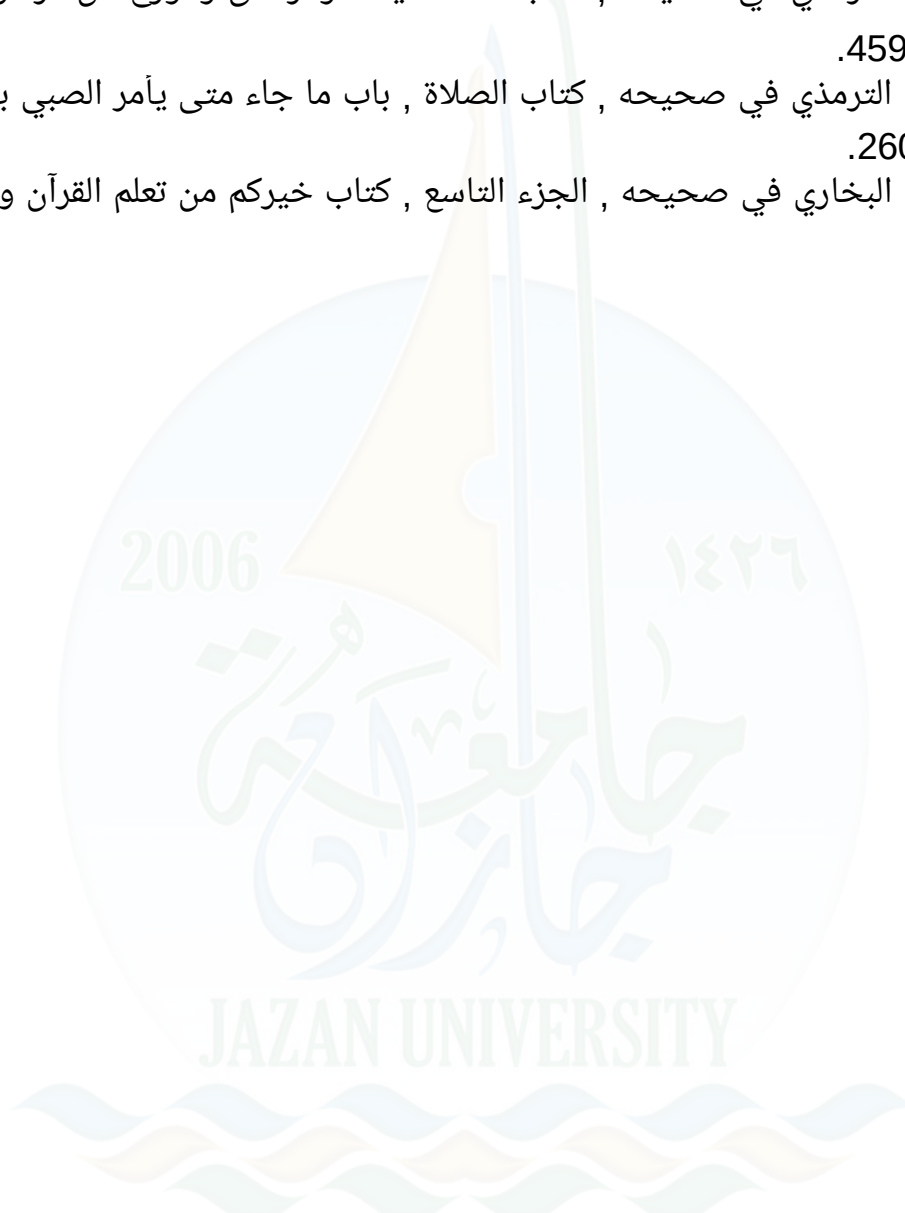 .459
الترمذي في صحيحه , كتاب الصلاة , باب ما جاء متى يأمر الصبي
.260
البخاري في صحيحه , الجزء التاسع , كتاب خيركم من تعلم القرآن و
2006 ١٤٢٦
جامعة
جازان
JAZAN UNIVERSITY